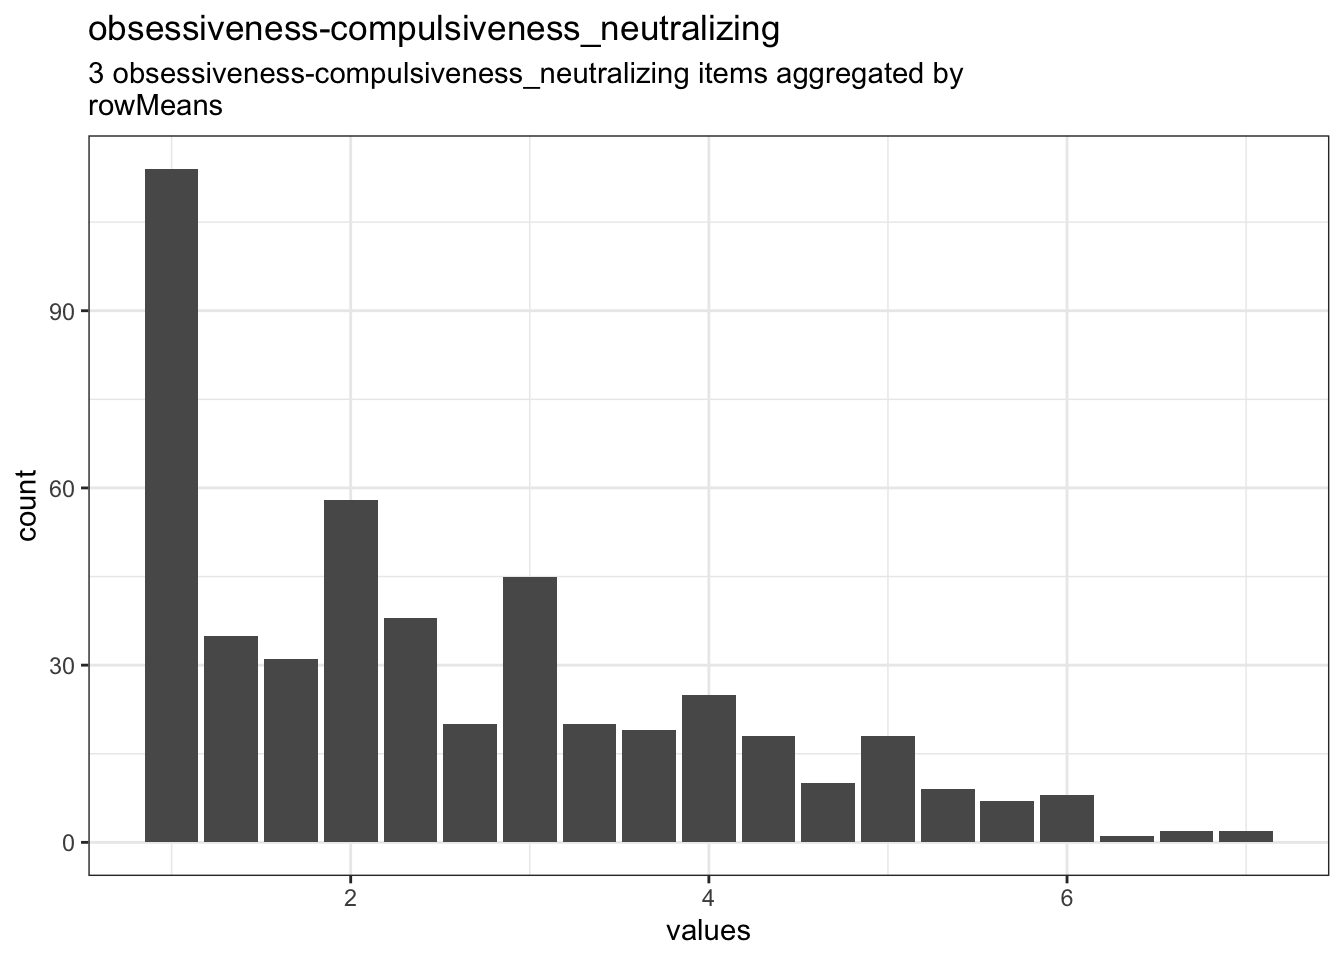 obsessiveness-compulsiveness_neutralizing
3 obsessiveness-compulsiveness_neutralizing items aggregated by
rowMeans
90
60
30
0
count
2
4
6
values